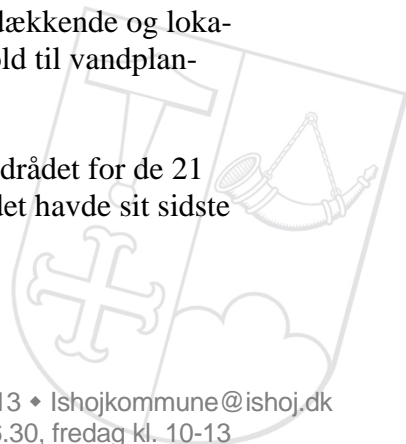 dækkende og loka-
old til vandplan-
drådet for de 21
det havde sit sidste
13 ◆ Ishojkommune@ishoj.dk
6.30, fredag kl. 10-13